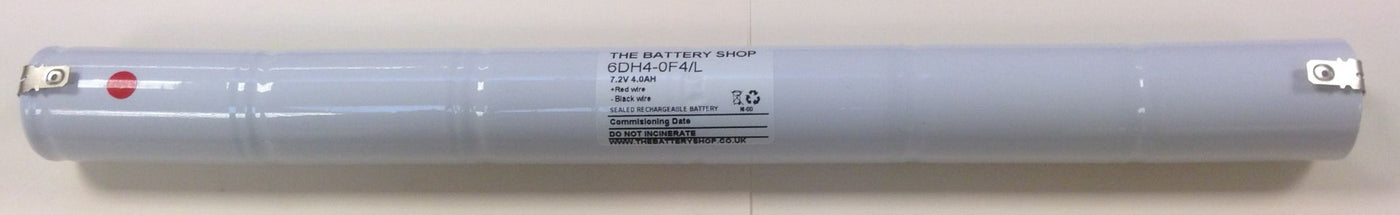 THE BATTERY SHOP
6DH4-0F4/L
7.2V 4.0AH
+Red wire
- Black wire
SEALED RECHARGEABLE BATTERY
Commisioning Date
DO NOT INCINERATE
WWW.THEBATTERYSHOP.CO.UK